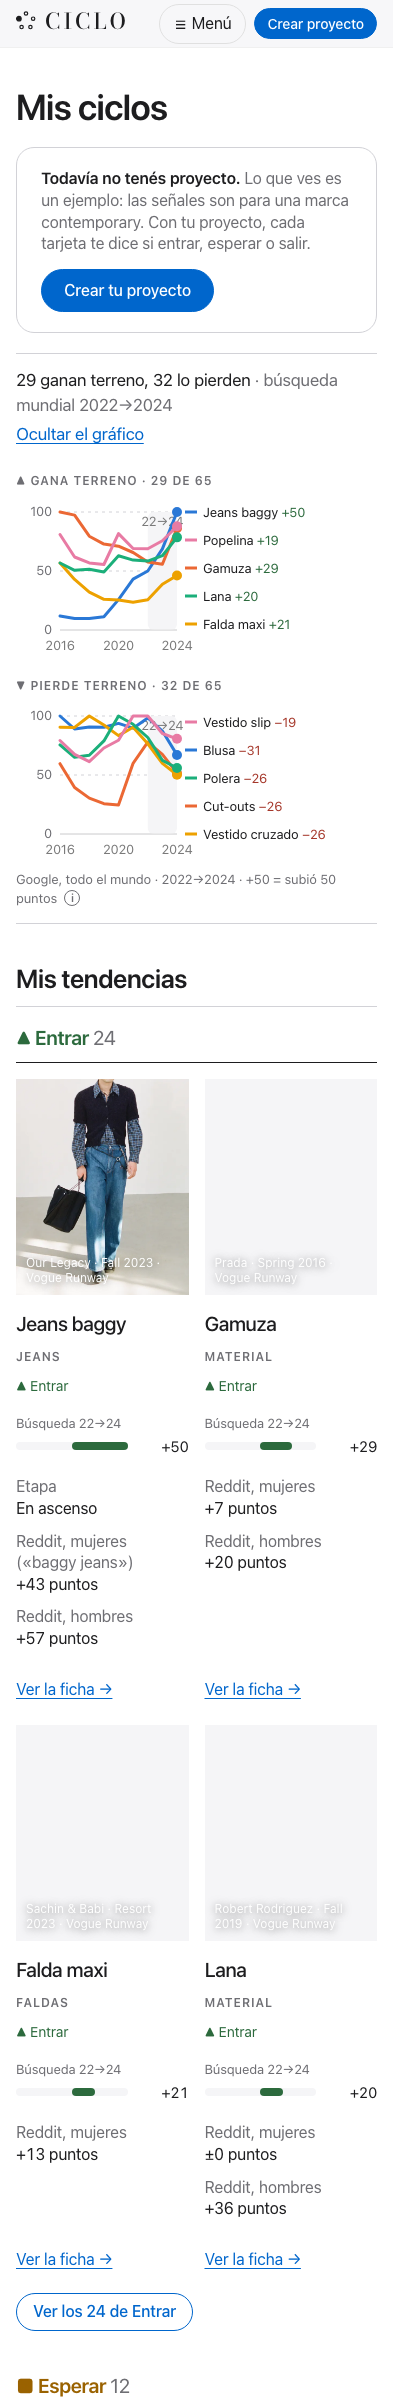 CICLO
≡ Menú
Crear proyecto
Mis ciclos
Todavía no tenés proyecto. Lo que ves es
un ejemplo: las señales son para una marca
contemporary. Con tu proyecto, cada
tarjeta te dice si entrar, esperar o salir.
Crear tu proyecto
29 ganan terreno, 32 lo pierden · búsqueda
mundial 2022→2024
Ocultar el gráfico
▲ GANA TERRENO · 29 DE 65
100
50
0
22→24
2016
2020
2024
Jeans baggy +50
Popelina +19
Gamuza +29
Lana +20
Falda maxi +21
▼ PIERDE TERRENO · 32 DE 65
100
50
0
22→24
2016
2020
2024
Vestido slip −19
Blusa −31
Polera −26
Cut-outs −26
Vestido cruzado −26
Google, todo el mundo · 2022→2024 · +50 = subió 50
puntos ⓘ
Mis tendencias
▲ Entrar 24
Our Legacy · Fall 2023 ·
Vogue Runway
Jeans baggy
JEANS
▲ Entrar
Búsqueda 22→24
+50
Etapa
En ascenso
Reddit, mujeres
(«baggy jeans»)
+43 puntos
Reddit, hombres
+57 puntos
Ver la ficha →
Prada · Spring 2016 ·
Vogue Runway
Gamuza
MATERIAL
▲ Entrar
Búsqueda 22→24
+29
Reddit, mujeres
+7 puntos
Reddit, hombres
+20 puntos
Ver la ficha →
Sachin & Babi · Resort
2023 · Vogue Runway
Falda maxi
FALDAS
▲ Entrar
Búsqueda 22→24
+21
Reddit, mujeres
+13 puntos
Ver la ficha →
Robert Rodriguez · Fall
2019 · Vogue Runway
Lana
MATERIAL
▲ Entrar
Búsqueda 22→24
+20
Reddit, mujeres
±0 puntos
Reddit, hombres
+36 puntos
Ver la ficha →
Ver los 24 de Entrar
■ Esperar 12